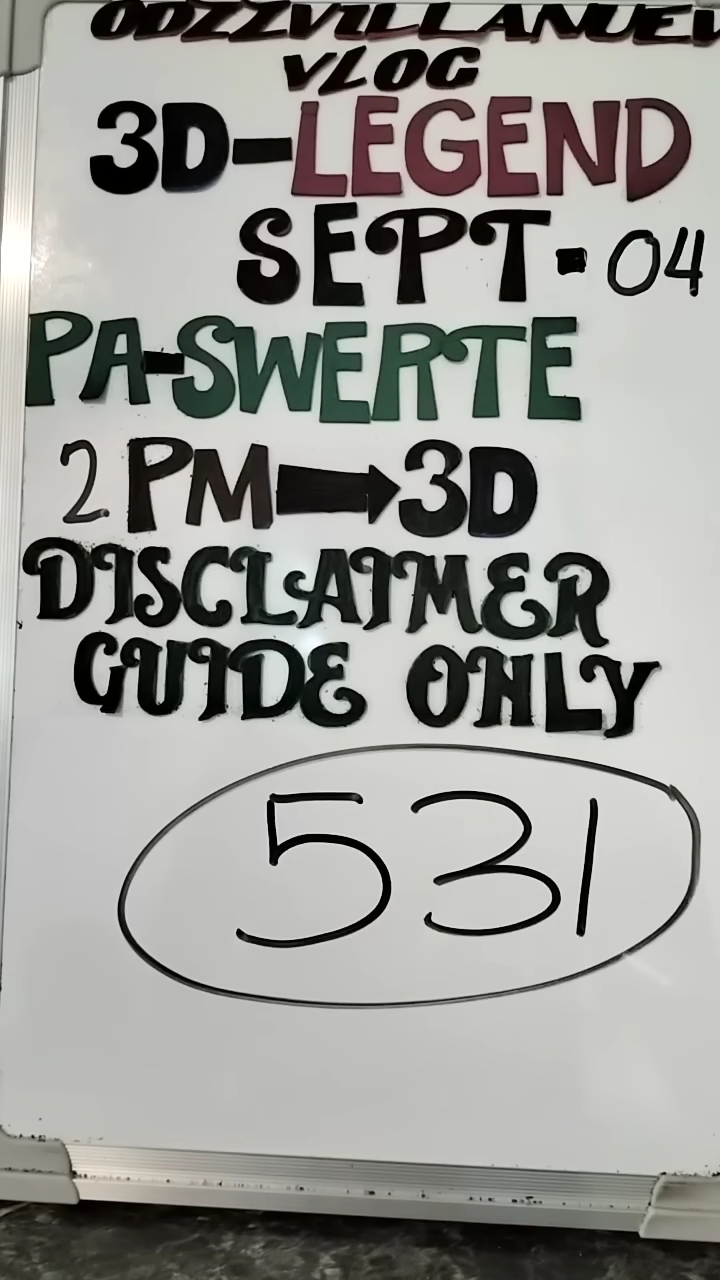 ODZZVILLANUEV
VLOG
3D-LEGEND
SEPT-04
PA-SWERTE
2PM➡3D
DISCLAIMER
GUIDE ONLY
531